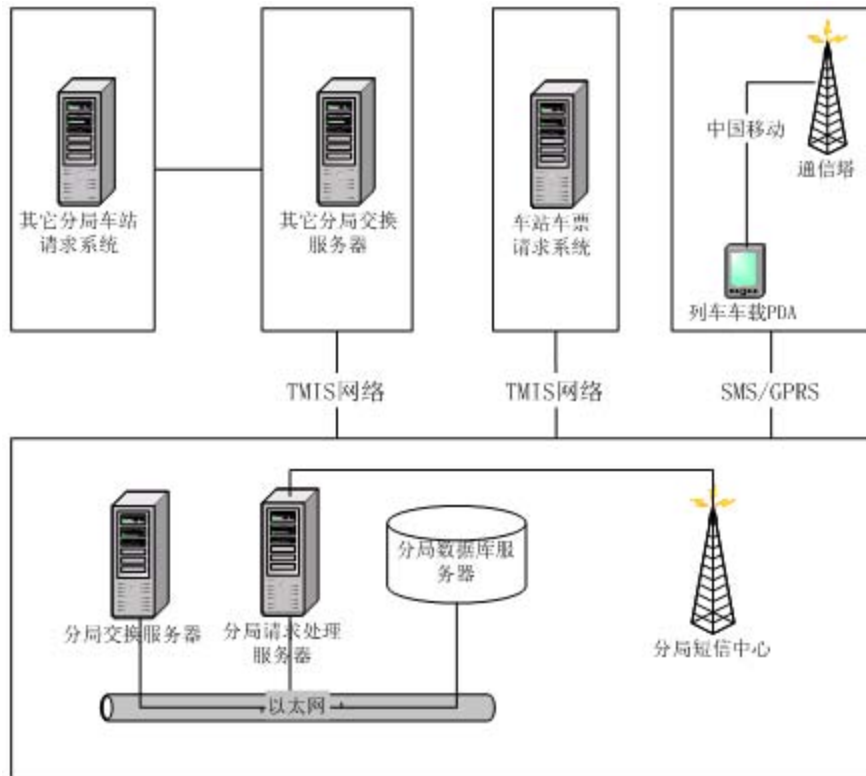 其它分局车站
请求系统
其它分局交换
服务器
车站车票
请求系统
中国移动
通信塔
列车车载PDA
TMIS网络
TMIS网络
SMS/GPRS
分局交换服务器
分局请求处理
服务器
分局数据库服
务器
分局短信中心
以太网